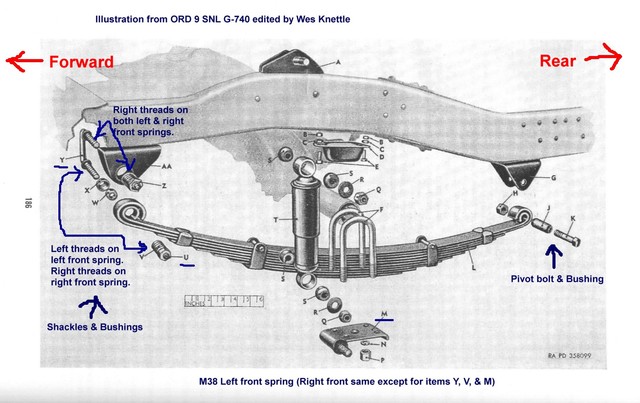 Illustration from ORD 9 SNL G-740 edited by Wes Knettle
Forward
Rear
A
Right threads on
both left & right
front springs.
B
B
C
C
D
E
Y
AA
S
R
Q
G
X
Z
W
H
J
K
F
T
186
V
U
S
L
Left threads on
left front spring.
Right threads on
right front spring.
Pivot bolt & Bushing
Shackles & Bushings
INCHES
S
R
Q
M
N
P
RA PD 358099
M38 Left front spring (Right front same except for items Y, V, & M)